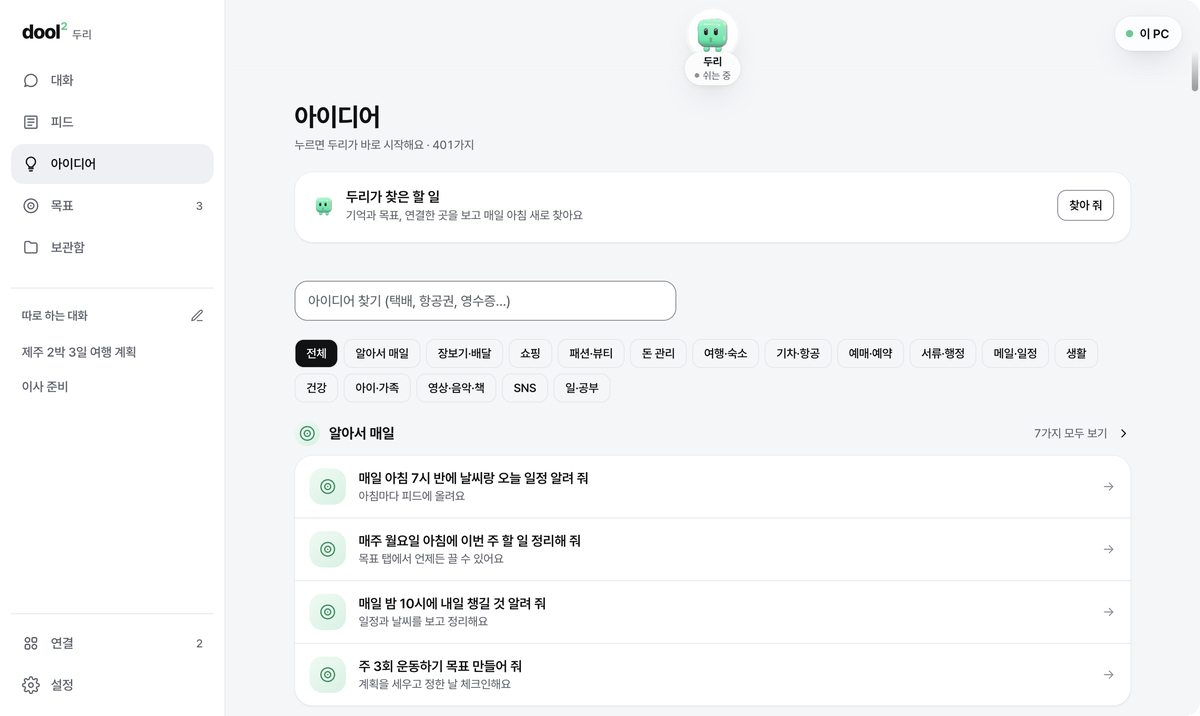 dool² 두리
대화
피드
아이디어
목표 3
보관함
따로 하는 대화
제주 2박 3일 여행 계획
이사 준비
연결 2
설정
두리
쉬는 중
이 PC
아이디어
누르면 두리가 바로 시작해요 · 401가지
두리가 찾은 할 일
기억과 목표, 연결한 곳을 보고 매일 아침 새로 찾아요
찾아 줘
아이디어 찾기 (택배, 항공권, 영수증...)
전체 알아서 매일 장보기·배달 쇼핑 패션·뷰티 돈 관리 여행·숙소 기차·항공 예매·예약 서류·행정 메일·일정 생활
건강 아이·가족 영상·음악·책 SNS 일·공부
알아서 매일 7가지 모두 보기
매일 아침 7시 반에 날씨랑 오늘 일정 알려 줘
아침마다 피드에 올려요
매주 월요일 아침에 이번 주 할 일 정리해 줘
목표 탭에서 언제든 끌 수 있어요
매일 밤 10시에 내일 챙길 것 알려 줘
일정과 날씨를 보고 정리해요
주 3회 운동하기 목표 만들어 줘
계획을 세우고 정한 날 체크인해요